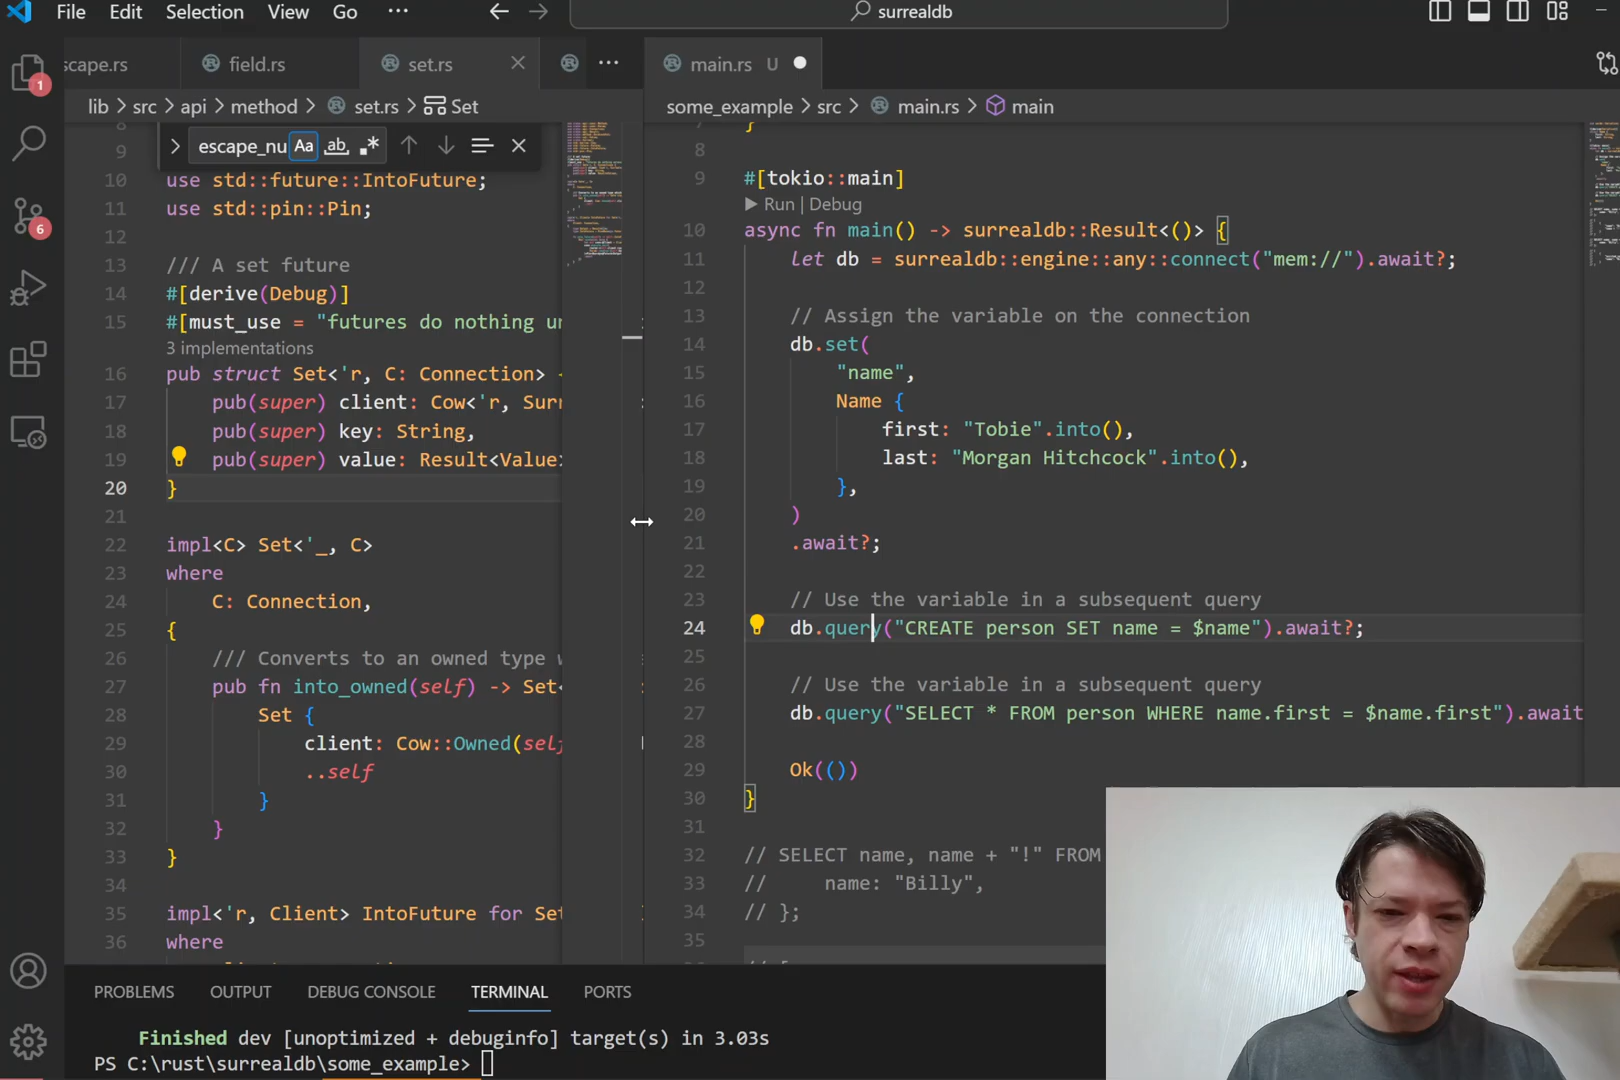 File Edit Selection View Go ··· surrealdb
scape.rs field.rs set.rs ···
lib > src > api > method > set.rs > Set
escape_nu Aa ab .*
9
10 use std::future::IntoFuture;
11 use std::pin::Pin;
12
13 /// A set future
14 #[derive(Debug)]
15 #[must_use = "futures do nothing un
3 implementations
16 pub struct Set<'r, C: Connection>
17 pub(super) client: Cow<'r, Surr
18 pub(super) key: String,
19 pub(super) value: Result<Value>
20 }
21
22 impl<C> Set<'_, C>
23 where
24 C: Connection,
25 {
26 /// Converts to an owned type w
27 pub fn into_owned(self) -> Set<
28 Set {
29 client: Cow::Owned(self
30 ..self
31 }
32 }
33 }
34
35 impl<'r, Client> IntoFuture for Set
36 where
main.rs U
some_example > src > main.rs > main
}
8
9 #[tokio::main]
Run | Debug
10 async fn main() -> surrealdb::Result<()> {
11 let db = surrealdb::engine::any::connect("mem://").await?;
12
13 // Assign the variable on the connection
14 db.set(
15 "name",
16 Name {
17 first: "Tobie".into(),
18 last: "Morgan Hitchcock".into(),
19 },
20 )
21 .await?;
22
23 // Use the variable in a subsequent query
24 db.query("CREATE person SET name = $name").await?;
25
26 // Use the variable in a subsequent query
27 db.query("SELECT * FROM person WHERE name.first = $name.first").await
28
29 Ok(())
30 }
31
32 // SELECT name, name + "!" FROM
33 // name: "Billy",
34 // };
35
// [
1
6
PROBLEMS OUTPUT DEBUG CONSOLE TERMINAL PORTS
Finished dev [unoptimized + debuginfo] target(s) in 3.03s
PS C:\rust\surrealdb\some_example>